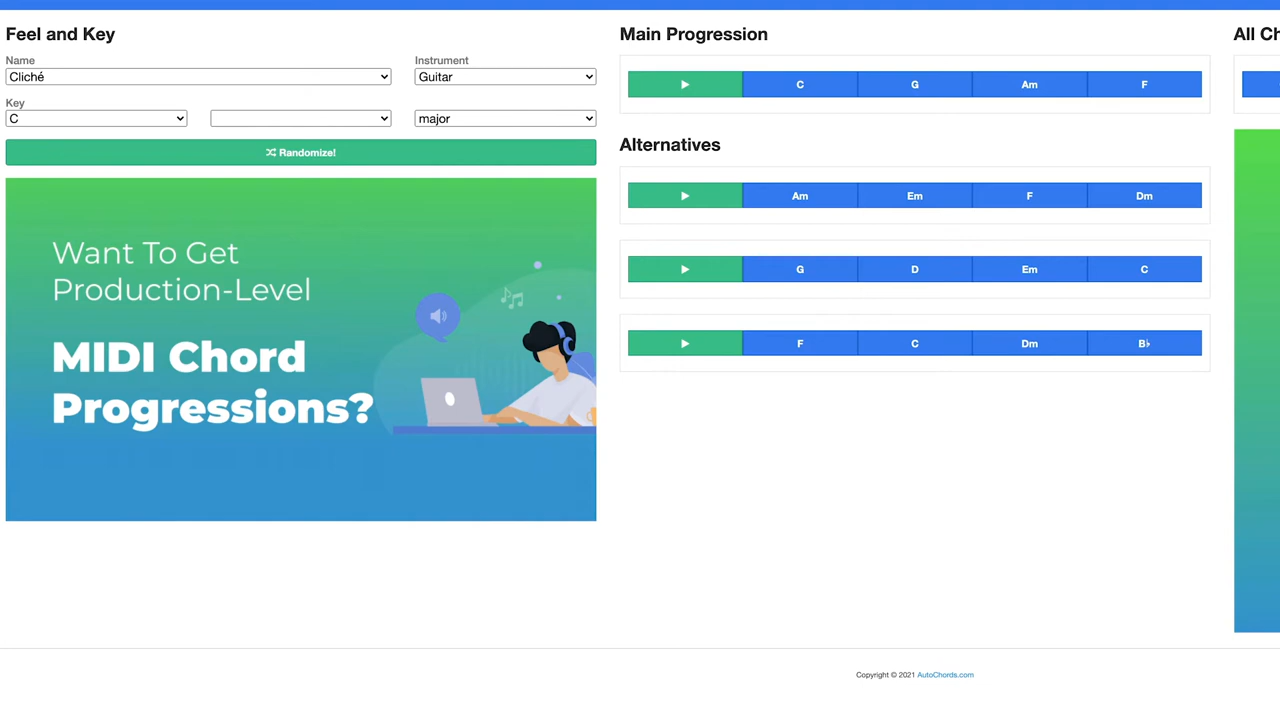 Feel and Key
Name
Instrument
Cliché
Guitar
Key
C
major
Randomize!
Want To Get
Production-Level
MIDI Chord
Progressions?
Main Progression
C G Am F
Alternatives
Am Em F Dm
G D Em C
F C Dm B♭
All
Copyright © 2021 AutoChords.com